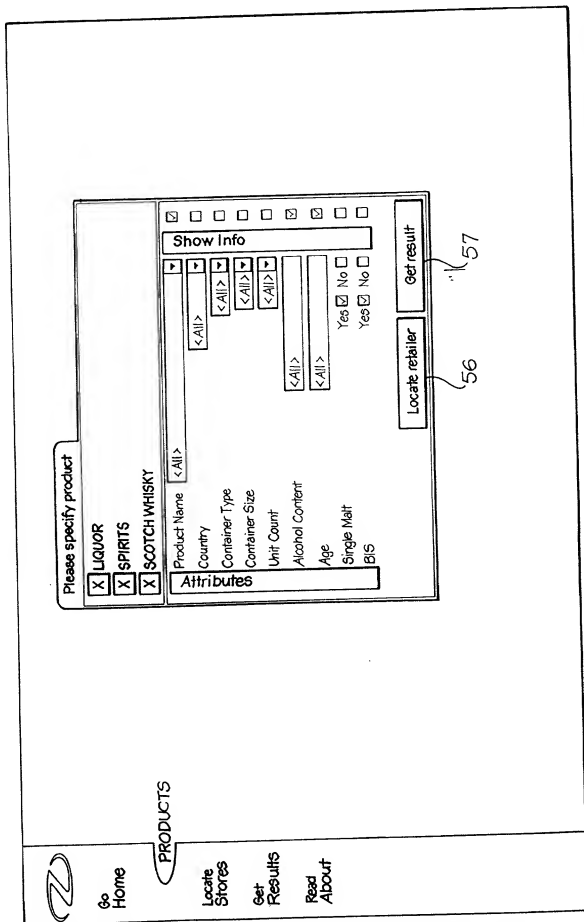 Go
Home
PRODUCTS
Locate
Stores
Get
Results
Read
About
Please specify product
X LIQUOR
X SPIRITS
X SCOTCH WHISKY
Attributes
Show Info
Product Name <All>
Country <All>
Container Type <All>
Container Size <All>
Unit Count <All>
Alcohol Content <All>
Age <All>
Single Malt Yes No
BIS Yes No
Locate retailer
Get result
56
57